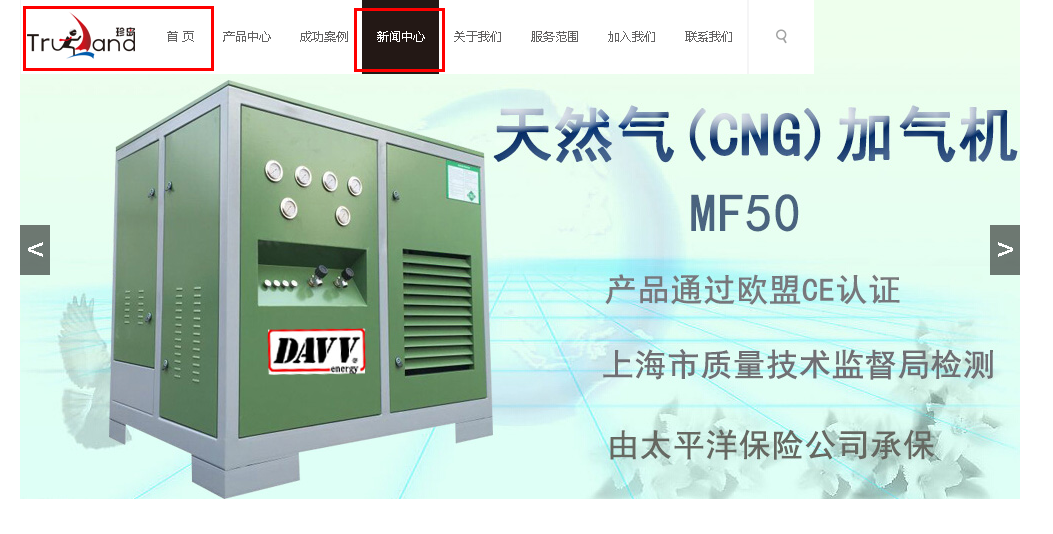 Trueland 珍岛 首 页 产品中心 成功案例 新闻中心 关于我们 服务范围 加入我们 联系我们
天然气(CNG)加气机
MF50
< >
产品通过欧盟CE认证
DAVV
energy
上海市质量技术监督局检测
由太平洋保险公司承保